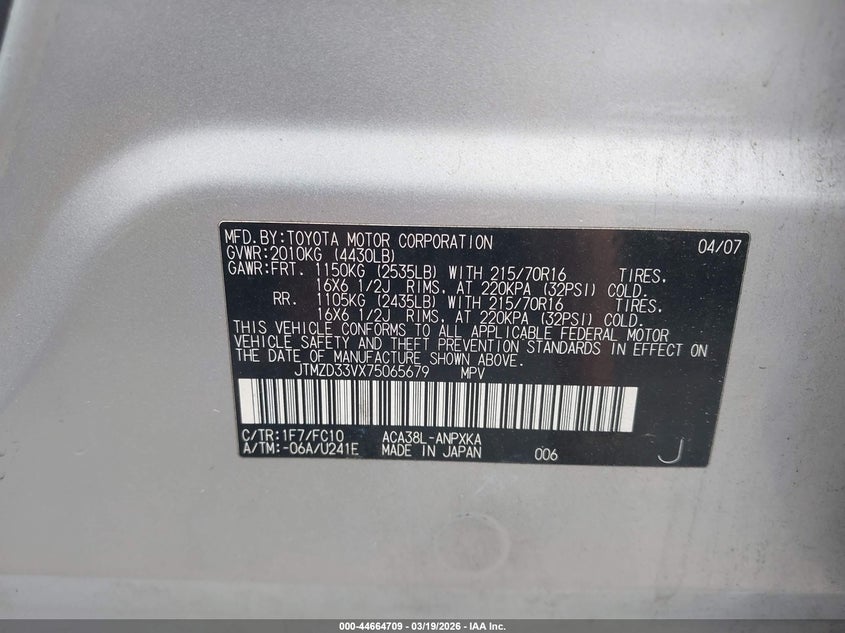 MFD.BY:TOYOTA MOTOR CORPORATION 04/07
GVWR:2010KG (4430LB)
GAWR:FRT. 1150KG (2535LB) WITH 215/70R16 TIRES,
16X6 1/2J RIMS, AT 220KPA (32PSI) COLD.
RR. 1105KG (2435LB) WITH 215/70R16 TIRES,
16X6 1/2J RIMS, AT 220KPA (32PSI) COLD.
THIS VEHICLE CONFORMS TO ALL APPLICABLE FEDERAL MOTOR
VEHICLE SAFETY AND THEFT PREVENTION STANDARDS IN EFFECT ON
THE DATE OF MANUFACTURE SHOWN ABOVE.
JTMZD33VX75065679 MPV
C/TR:1F7/FC10 ACA38L-ANPXKA
A/TM:-06A/U241E MADE IN JAPAN 006 J
000-44664709 - 03/19/2026 - IAA Inc.